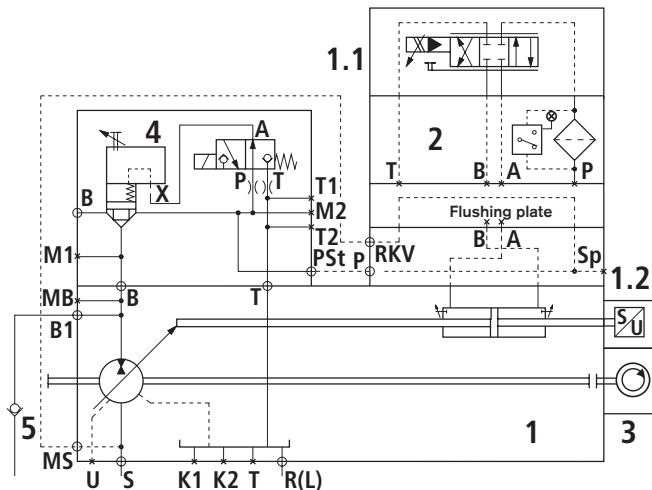 1.1
4
A
2
X
P
T
T
B
A
P
T1
B
M2
Flushing plate
T2
B
A
RKV
M1
PSt
P
Sp
1.2
MB
B
T
B1
S
U
5
1
3
MS
U
S
K1
K2
T
R(L)